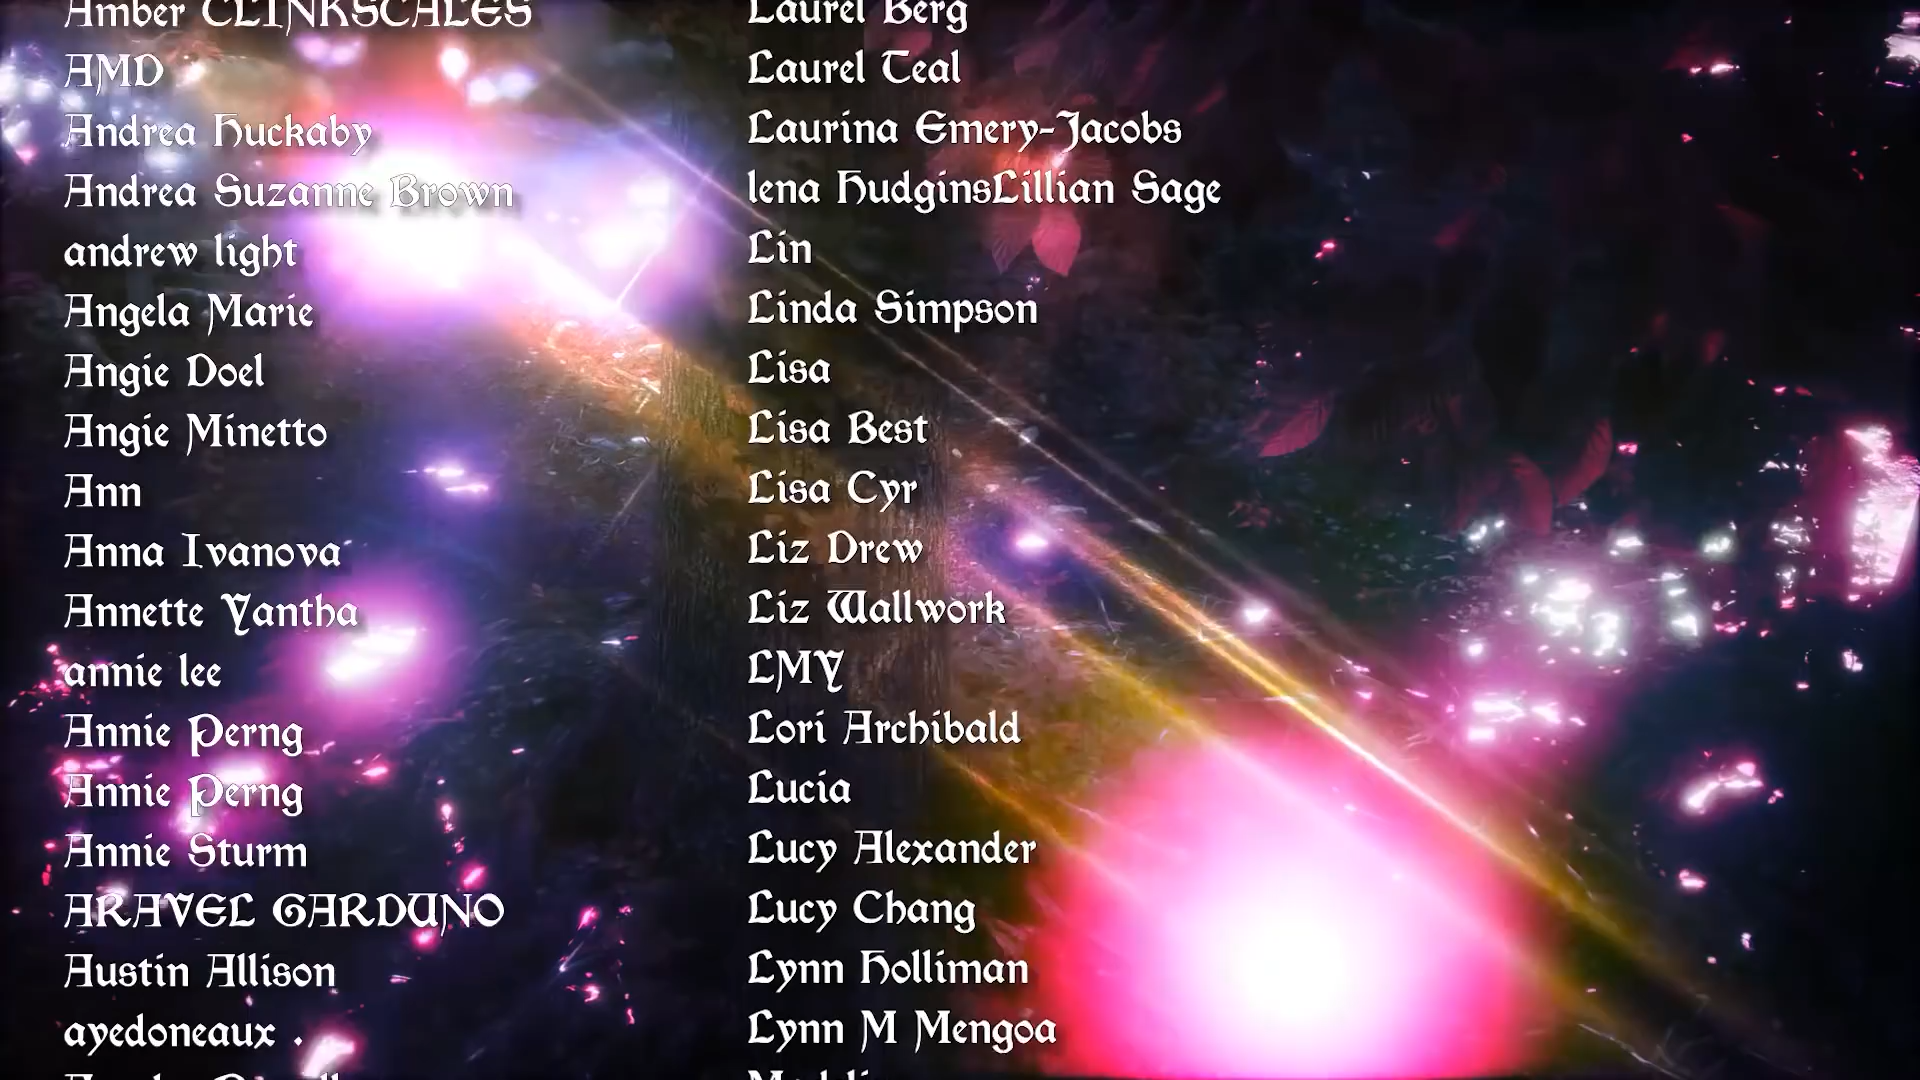 Amber CLINKSCALES
AMD
Andrea Huckaby
Andrea Suzanne Brown
andrew light
Angela Marie
Angie Doel
Angie Minetto
Ann
Anna Ivanova
Annette Yantha
annie lee
Annie Perng
Annie Perng
Annie Sturm
ARAVEL GARDUNO
Austin Allison
ayedoneaux .
Laurel Berg
Laurel Teal
Laurina Emery-Jacobs
lena HudginsLillian Sage
Lin
Linda Simpson
Lisa
Lisa Best
Lisa Cyr
Liz Drew
Liz Wallwork
LMY
Lori Archibald
Lucia
Lucy Alexander
Lucy Chang
Lynn Holliman
Lynn M Mengoa